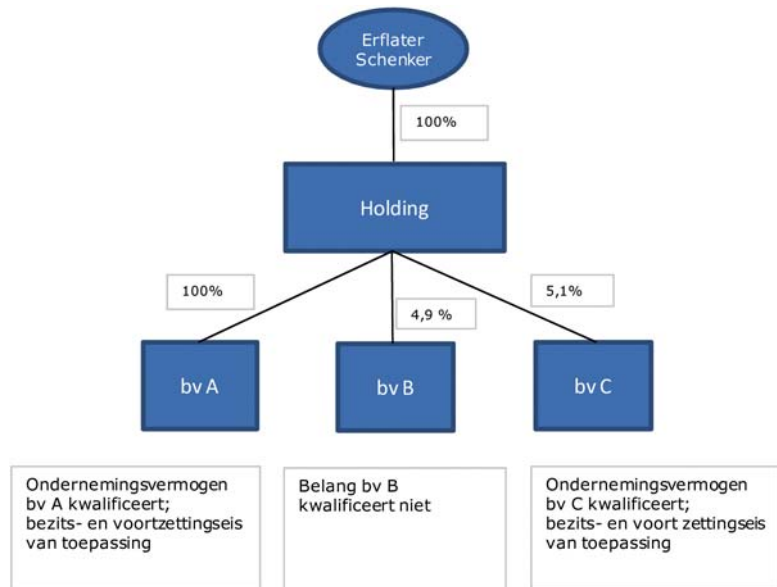 Erflater
Schenker
100%
Holding
100%
4,9 %
5,1%
bv A
bv B
bv C
Ondernemingsvermogen
bv A kwalificeert;
bezits- en voortzettingseis
van toepassing
Belang bv B
kwalificeert niet
Ondernemingsvermogen
bv C kwalificeert;
bezits- en voort zettingseis
van toepassing